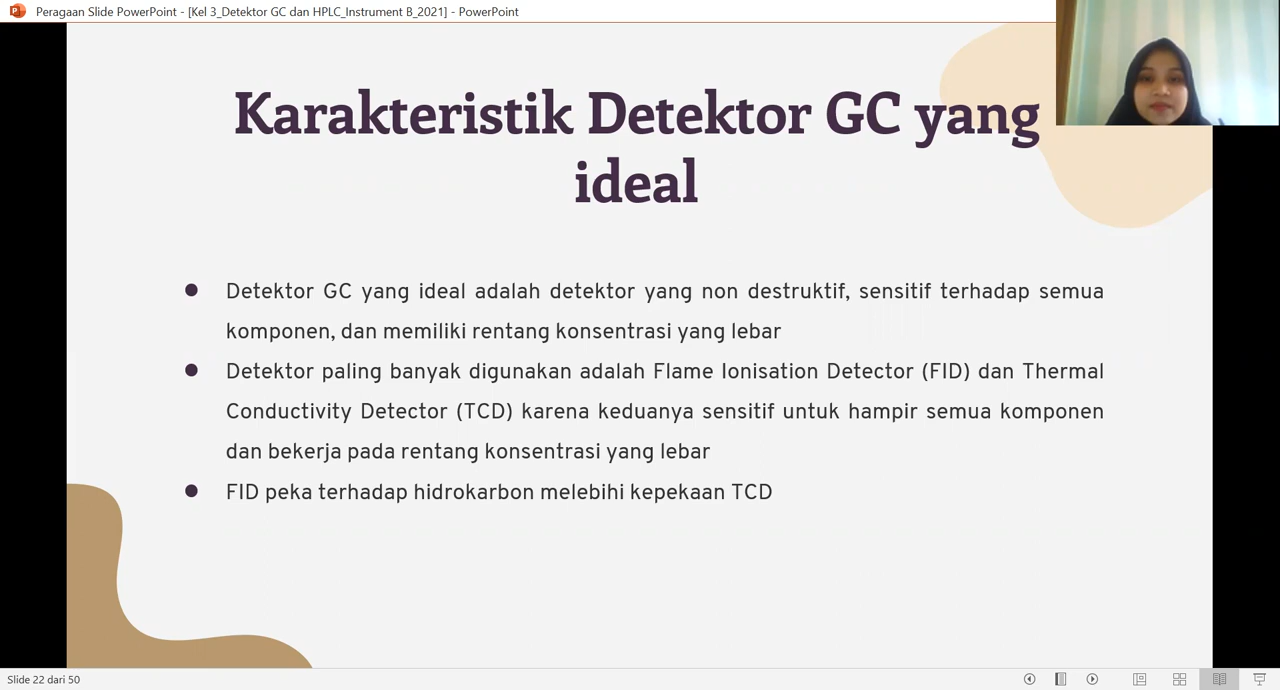 Peragaan Slide PowerPoint - [Kel 3_Detektor GC dan HPLC_Instrument B_2021] - PowerPoint
Karakteristik Detektor GC yang
ideal
● Detektor GC yang ideal adalah detektor yang non destruktif, sensitif terhadap semua
komponen, dan memiliki rentang konsentrasi yang lebar
● Detektor paling banyak digunakan adalah Flame Ionisation Detector (FID) dan Thermal
Conductivity Detector (TCD) karena keduanya sensitif untuk hampir semua komponen
dan bekerja pada rentang konsentrasi yang lebar
● FID peka terhadap hidrokarbon melebihi kepekaan TCD
Slide 22 dari 50